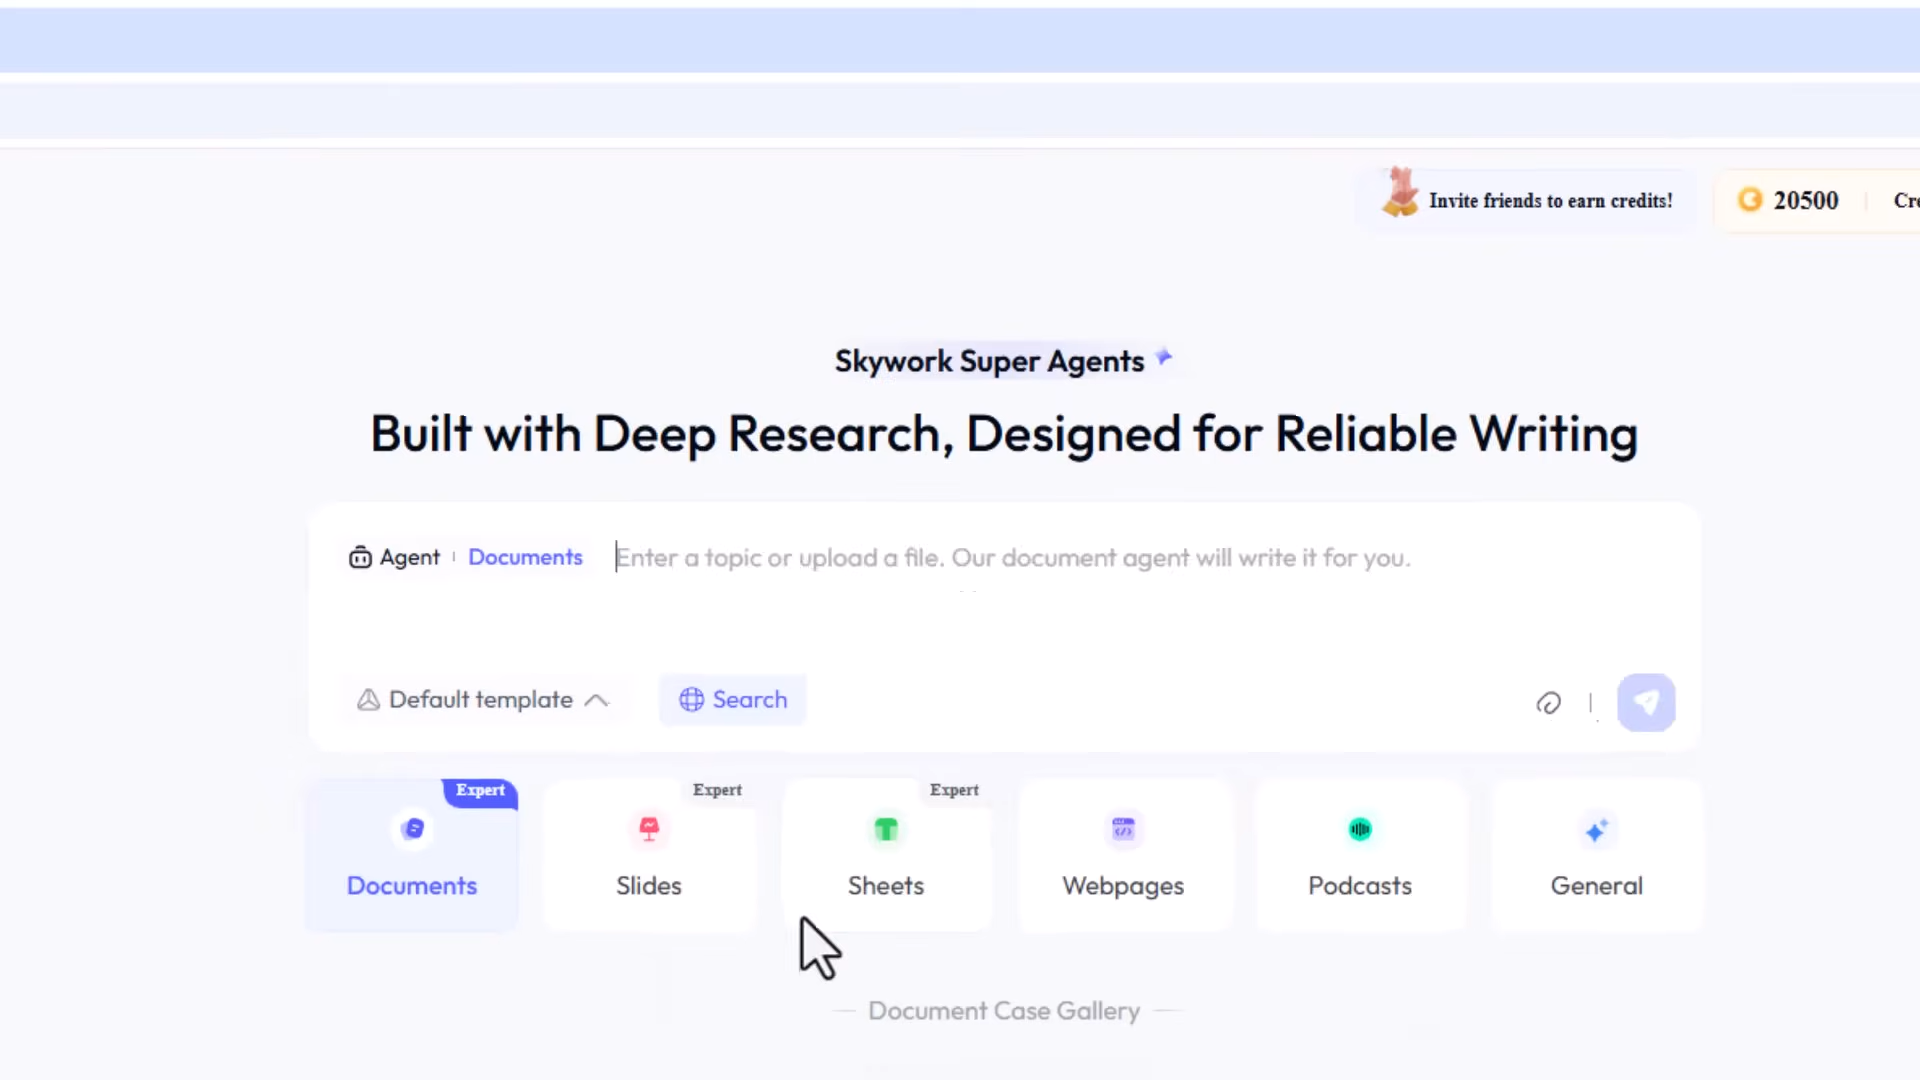 Invite friends to earn credits!
20500
Skywork Super Agents
Built with Deep Research, Designed for Reliable Writing
Agent Documents Enter a topic or upload a file. Our document agent will write it for you.
Default template Search
Expert Expert Expert
Documents Slides Sheets Webpages Podcasts General
Document Case Gallery